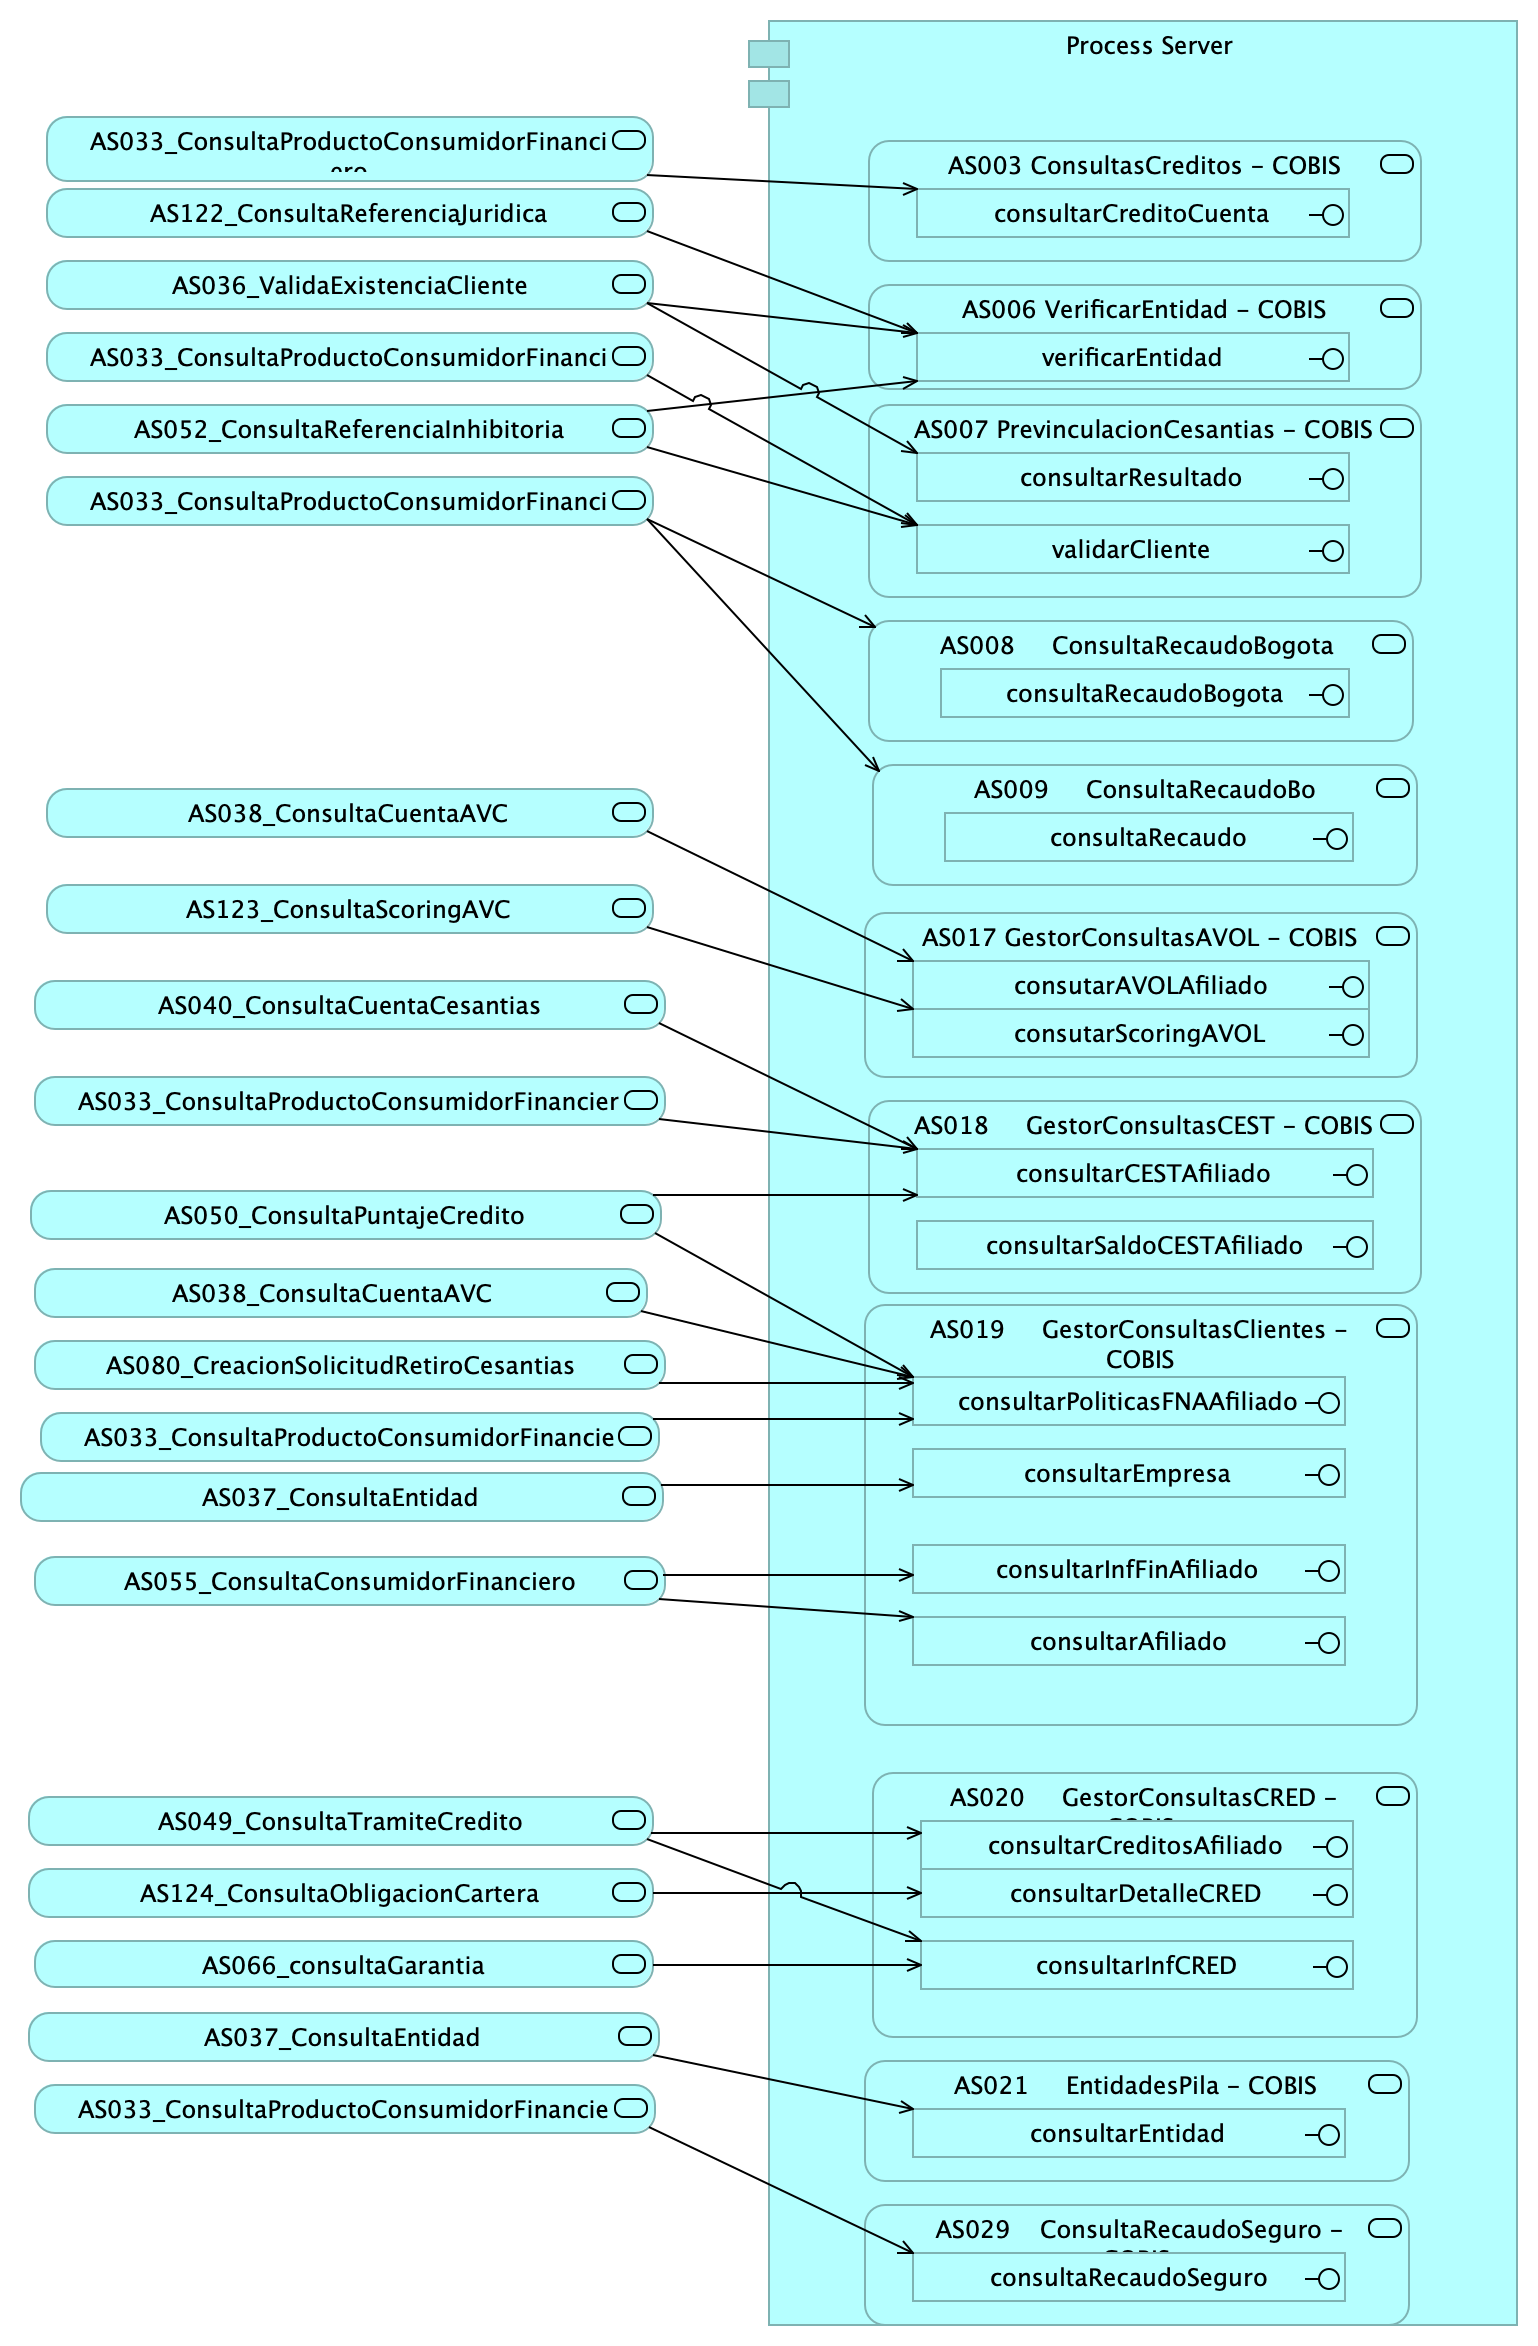 Process Server
AS033_ConsultaProductoConsumidorFinanci
ero
AS122_ConsultaReferenciaJuridica
AS036_ValidaExistenciaCliente
AS033_ConsultaProductoConsumidorFinanci
AS052_ConsultaReferenciaInhibitoria
AS033_ConsultaProductoConsumidorFinanci
AS038_ConsultaCuentaAVC
AS123_ConsultaScoringAVC
AS040_ConsultaCuentaCesantias
AS033_ConsultaProductoConsumidorFinancier
AS050_ConsultaPuntajeCredito
AS038_ConsultaCuentaAVC
AS080_CreacionSolicitudRetiroCesantias
AS033_ConsultaProductoConsumidorFinancie
AS037_ConsultaEntidad
AS055_ConsultaConsumidorFinanciero
AS049_ConsultaTramiteCredito
AS124_ConsultaObligacionCartera
AS066_consultaGarantia
AS037_ConsultaEntidad
AS033_ConsultaProductoConsumidorFinancie
AS003 ConsultasCreditos - COBIS
consultarCreditoCuenta
AS006 VerificarEntidad - COBIS
verificarEntidad
AS007 PrevinculacionCesantias - COBIS
consultarResultado
validarCliente
AS008 ConsultaRecaudoBogota
consultaRecaudoBogota
AS009 ConsultaRecaudoBo
consultaRecaudo
AS017 GestorConsultasAVOL - COBIS
consutarAVOLAfiliado
consutarScoringAVOL
AS018 GestorConsultasCEST - COBIS
consultarCESTAfiliado
consultarSaldoCESTAfiliado
AS019 GestorConsultasClientes -
COBIS
consultarPoliticasFNAAfiliado
consultarEmpresa
consultarInfFinAfiliado
consultarAfiliado
AS020 GestorConsultasCRED -
COBIS
consultarCreditosAfiliado
consultarDetalleCRED
consultarInfCRED
AS021 EntidadesPila - COBIS
consultarEntidad
AS029 ConsultaRecaudoSeguro -
COBIS
consultaRecaudoSeguro